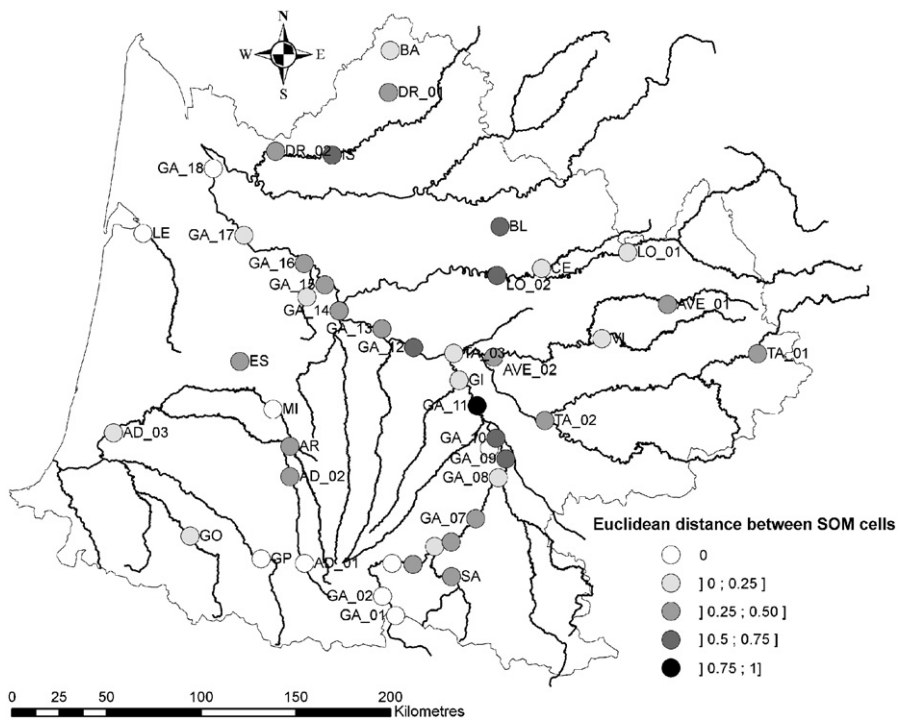 N
W E
S
BA
DR_01
DR_02
IS
GA_18
LE
GA_17
BL
LO_01
GA_16
CE
GA_15
LO_02
GA_14
AVE_01
GA_13
VI
GA_12
TA_03
TA_01
ES
AVE_02
GI
MI
GA_11
TA_02
AD_03
GA_10
AR
GA_09
AD_02
GA_08
GA_07
Euclidean distance between SOM cells
GO
0
GP
AD_01
SA
] 0 ; 0.25 ]
GA_02
] 0.25 ; 0.50 ]
GA_01
] 0.5 ; 0.75 ]
] 0.75 ; 1]
0 25 50 100 150 200
Kilometres